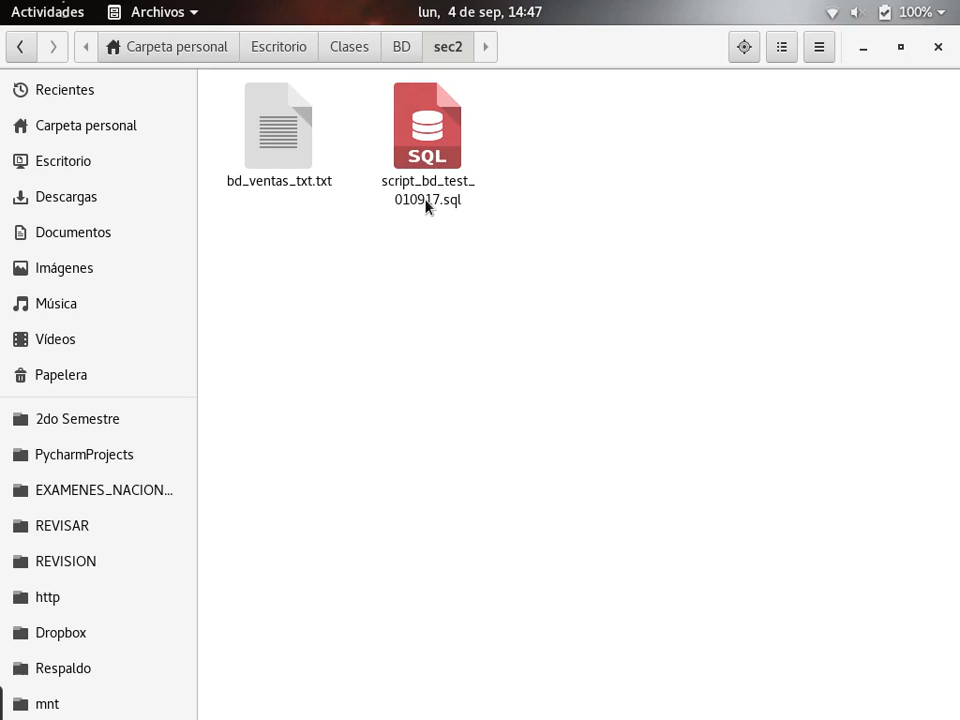 Actividades
Archivos
lun, 4 de sep, 14:47
100%
Carpeta personal
Escritorio
Clases
BD
sec2
Recientes
Carpeta personal
Escritorio
Descargas
Documentos
Imágenes
Música
Vídeos
Papelera
2do Semestre
PycharmProjects
EXAMENES_NACION...
REVISAR
REVISION
http
Dropbox
Respaldo
mnt
bd_ventas_txt.txt
SQL
script_bd_test_
010917.sql